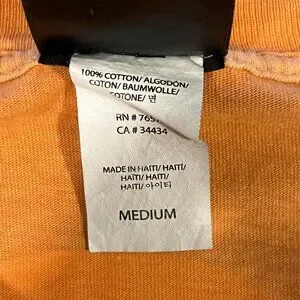 100% COTTON/ ALGODÓN/
COTON/ BAUMWOLLE/
COTONE/ 면
RN # 765
CA # 34434
MADE IN HAITI/ HAITÍ/
HAÏTI/ HAITI/
HAITI/ 아이티
MEDIUM